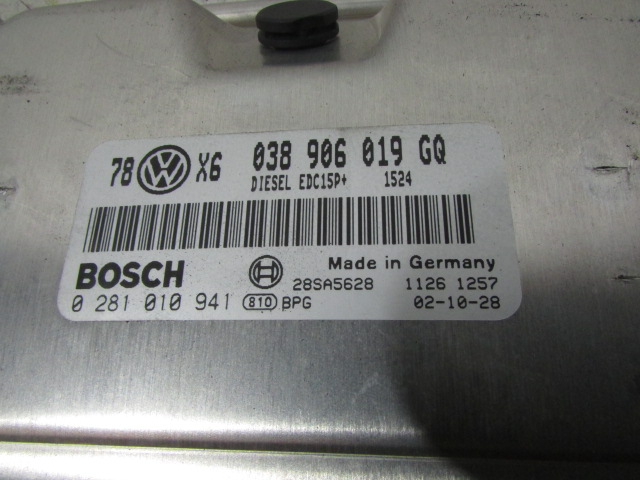 78 VW X6 038 906 019 GQ
DIESEL EDC15P+ 1524
BOSCH Made in Germany
28SA5628 1126 1257
0 281 010 941 810 BPG 02-10-28